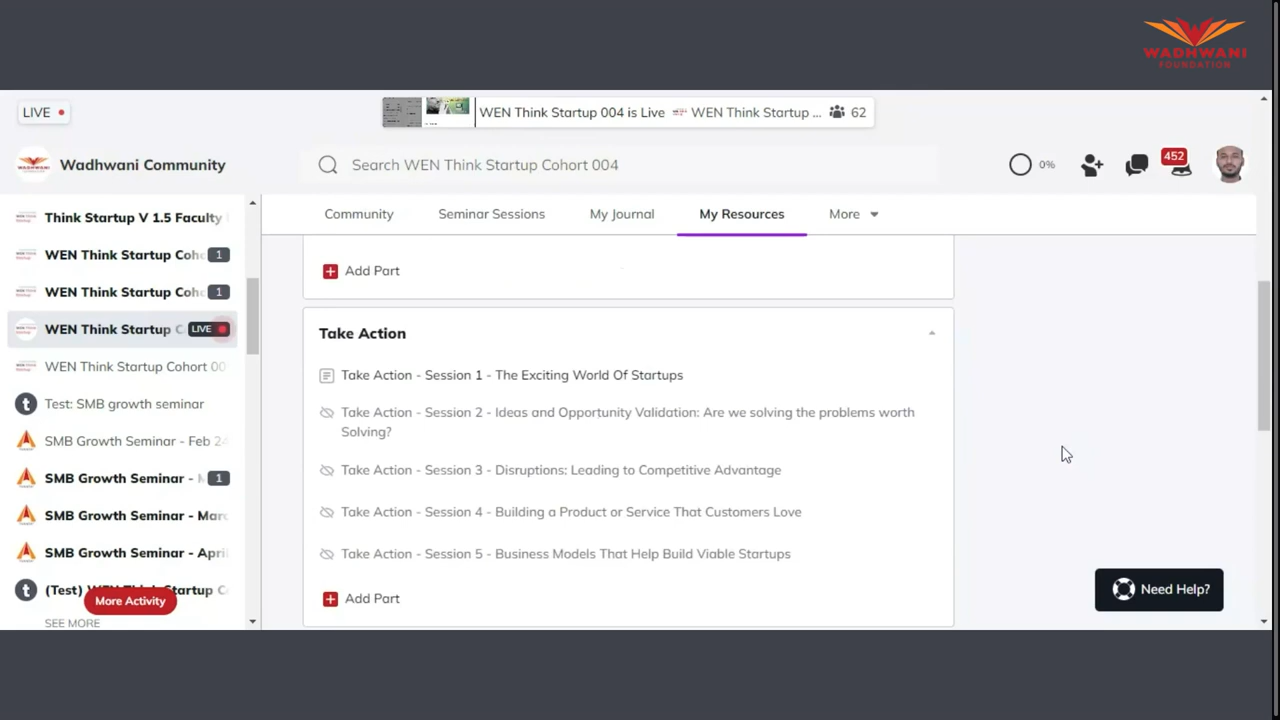 WADHWANI
FOUNDATION
LIVE
WEN Think Startup 004 is Live
WEN Think Startup ...
62
Wadhwani Community
Search WEN Think Startup Cohort 004
0%
452
Think Startup V 1.5 Faculty
Community
Seminar Sessions
My Journal
My Resources
More
WEN Think Startup Coh
1
WEN Think Startup Coh
1
WEN Think Startup C
LIVE
WEN Think Startup Cohort 00
Test: SMB growth seminar
SMB Growth Seminar - Feb 24
SMB Growth Seminar - M
1
SMB Growth Seminar - Marc
SMB Growth Seminar - April
(Test) WEN Think Startup C
More Activity
SEE MORE
Add Part
Take Action
Take Action - Session 1 - The Exciting World Of Startups
Take Action - Session 2 - Ideas and Opportunity Validation: Are we solving the problems worth
Solving?
Take Action - Session 3 - Disruptions: Leading to Competitive Advantage
Take Action - Session 4 - Building a Product or Service That Customers Love
Take Action - Session 5 - Business Models That Help Build Viable Startups
Add Part
Need Help?